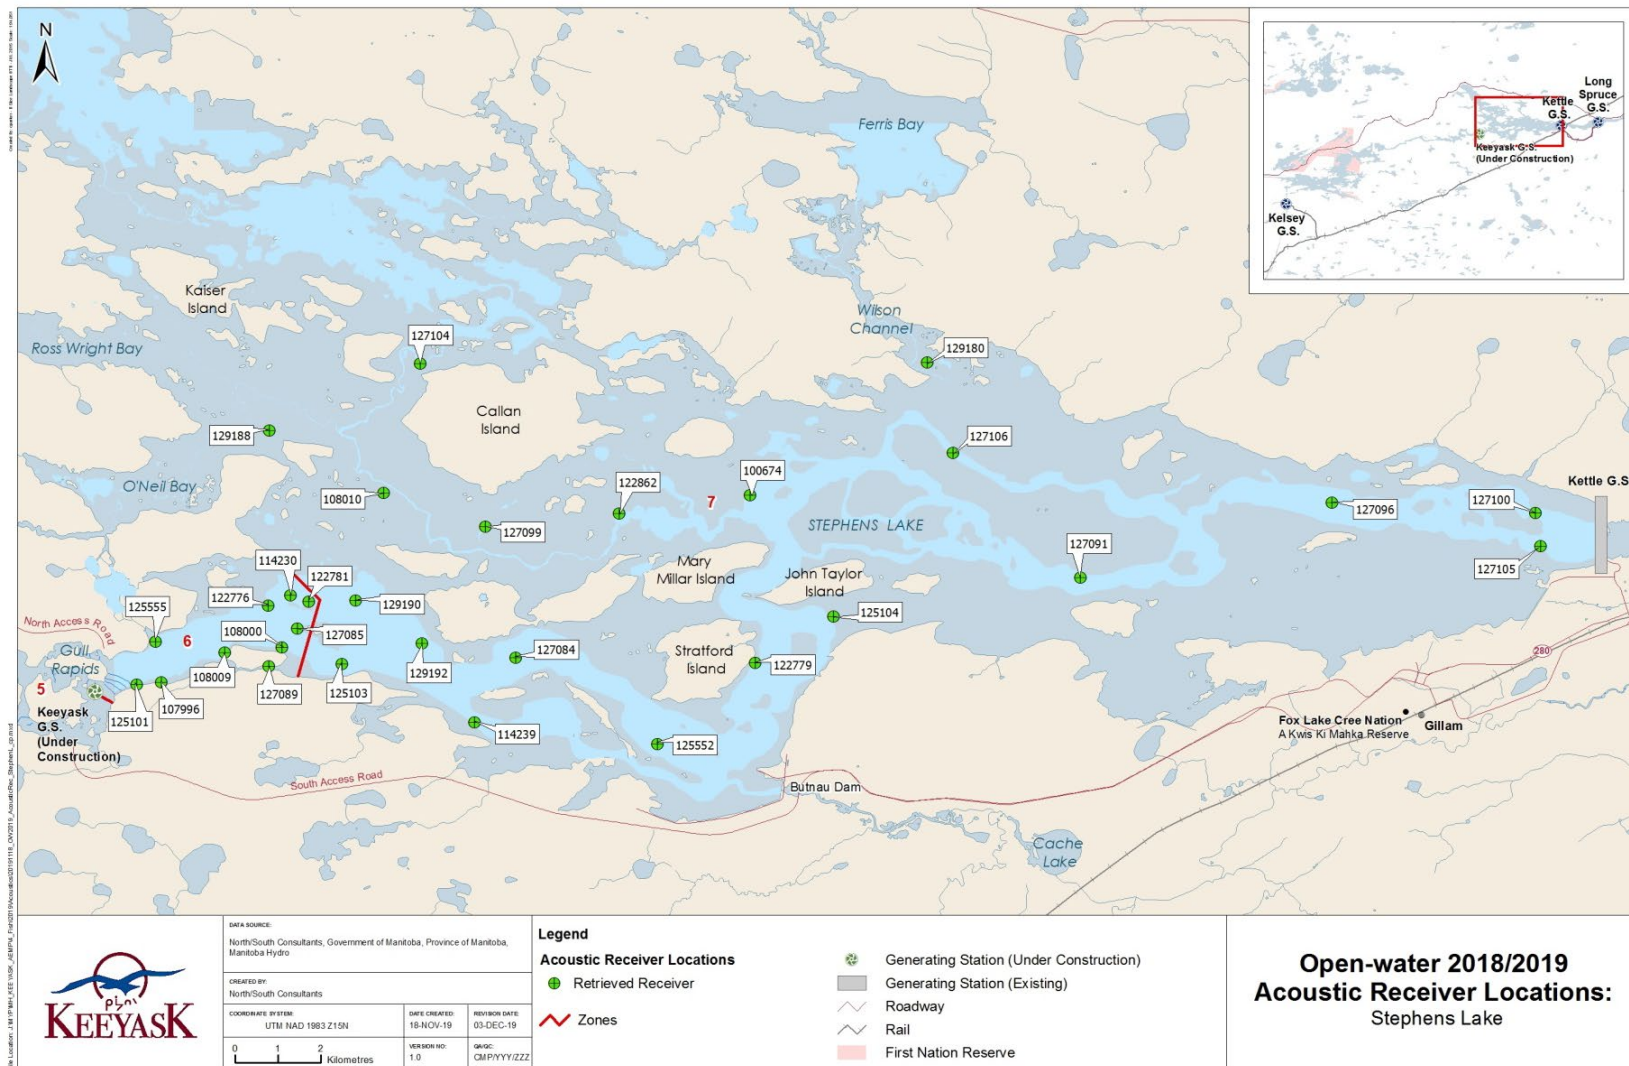 N
Ferris Bay
Kettle
G.S.
Long
Spruce
G.S.
Keeyask G.S.
(Under Construction)
Kelsey
G.S.
Kaiser
Island
Ross Wright Bay
Wilson
Channel
127104
129180
Callan
Island
129188
127106
O'Neil Bay
108010
122862
100674
7
Kettle G.S
127099
STEPHENS LAKE
127096
127100
127091
127105
114230
122781
Mary
Millar Island
John Taylor
Island
122776
129190
125555
125104
North Access Road
6
108000
127085
Gull
Rapids
108009
127089
125103
129192
127084
Stratford
Island
122779
280
5
Keeyask
G.S.
(Under
Construction)
125101
107996
114239
125552
Fox Lake Cree Nation
A Kwis Ki Mahka Reserve
Gillam
South Access Road
Butnau Dam
Cache
Lake
KEEYASK
DATA SOURCE:
North/South Consultants, Government of Manitoba, Province of Manitoba,
Manitoba Hydro
CREATED BY:
North/South Consultants
COORDINATE SYSTEM:
UTM NAD 1983 Z15N
DATE CREATED:
18-NOV-19
REVISION DATE:
03-DEC-19
0 1 2
Kilometres
VERSION NO:
1.0
QA/QC:
CMP/YYY/ZZZ
Legend
Acoustic Receiver Locations
Retrieved Receiver
Zones
Generating Station (Under Construction)
Generating Station (Existing)
Roadway
Rail
First Nation Reserve
Open-water 2018/2019
Acoustic Receiver Locations:
Stephens Lake